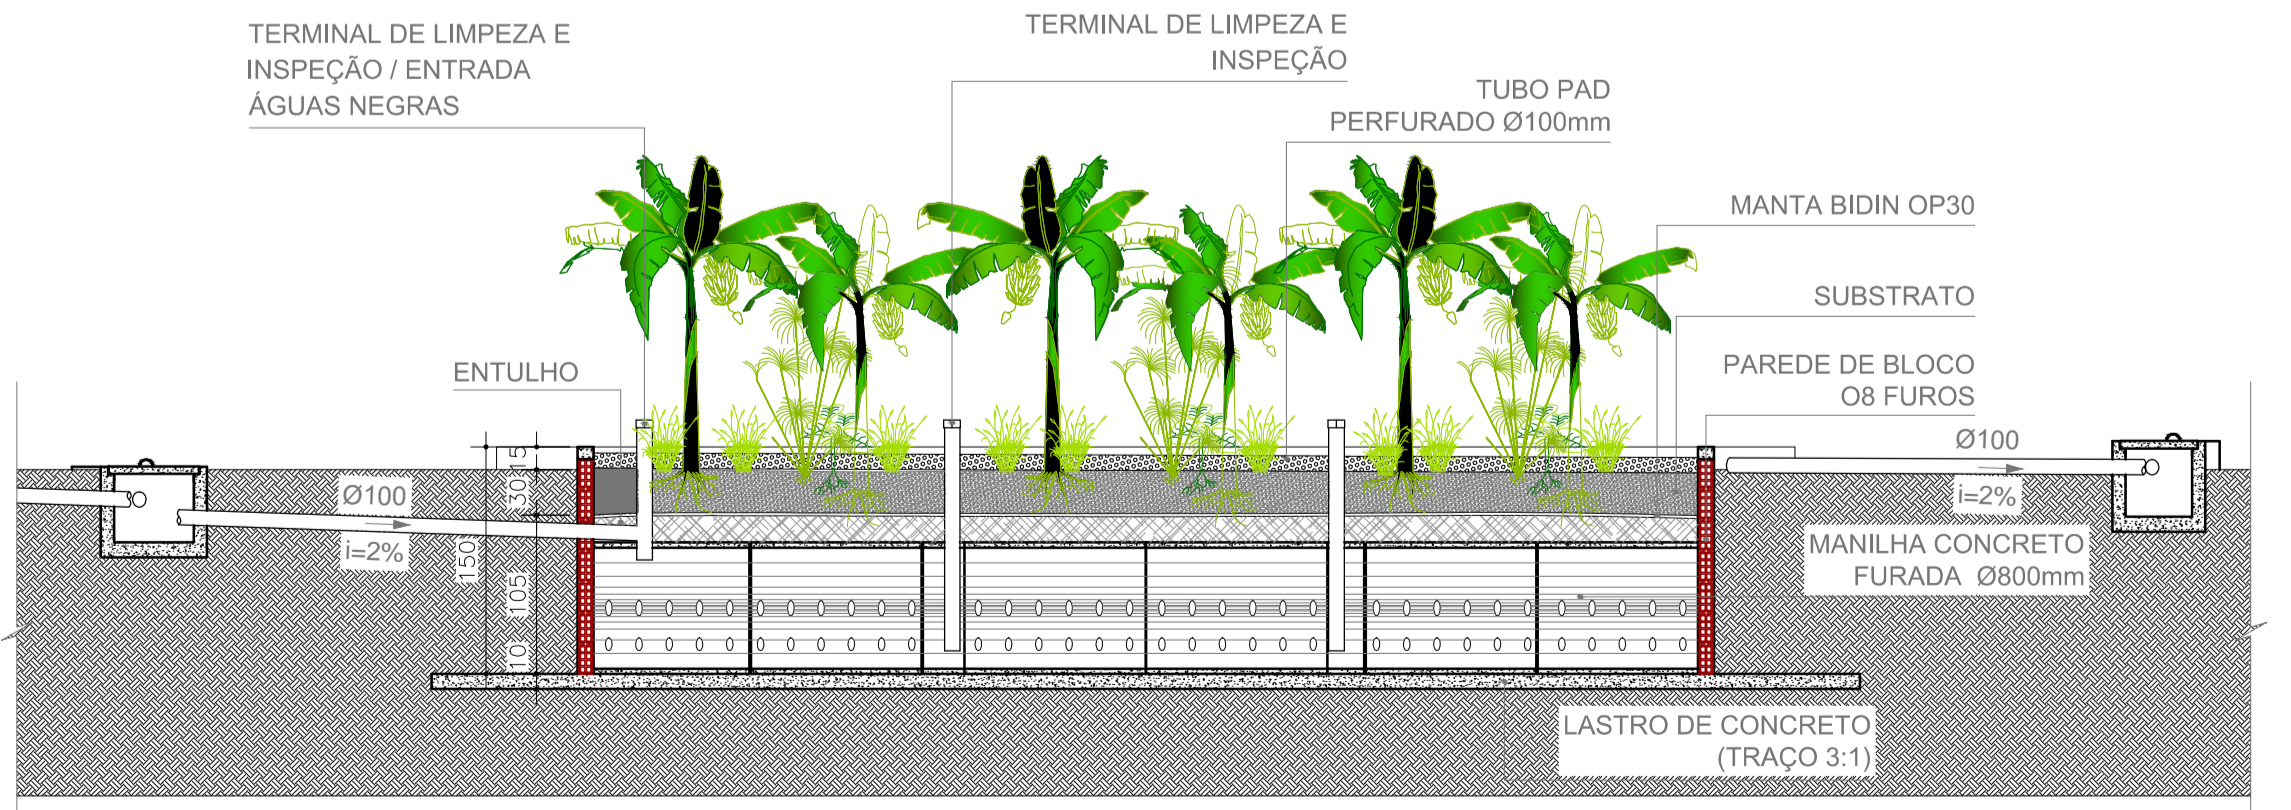 TERMINAL DE LIMPEZA E
INSPEÇÃO / ENTRADA
ÁGUAS NEGRAS
TERMINAL DE LIMPEZA E
INSPEÇÃO
TUBO PAD
PERFURADO Ø100mm
MANTA BIDIN OP30
SUBSTRATO
PAREDE DE BLOCO
O8 FUROS
ENTULHO
Ø100
i=2%
Ø100
i=2%
15
30
150
105
10
MANILHA CONCRETO
FURADA Ø800mm
LASTRO DE CONCRETO
(TRAÇO 3:1)